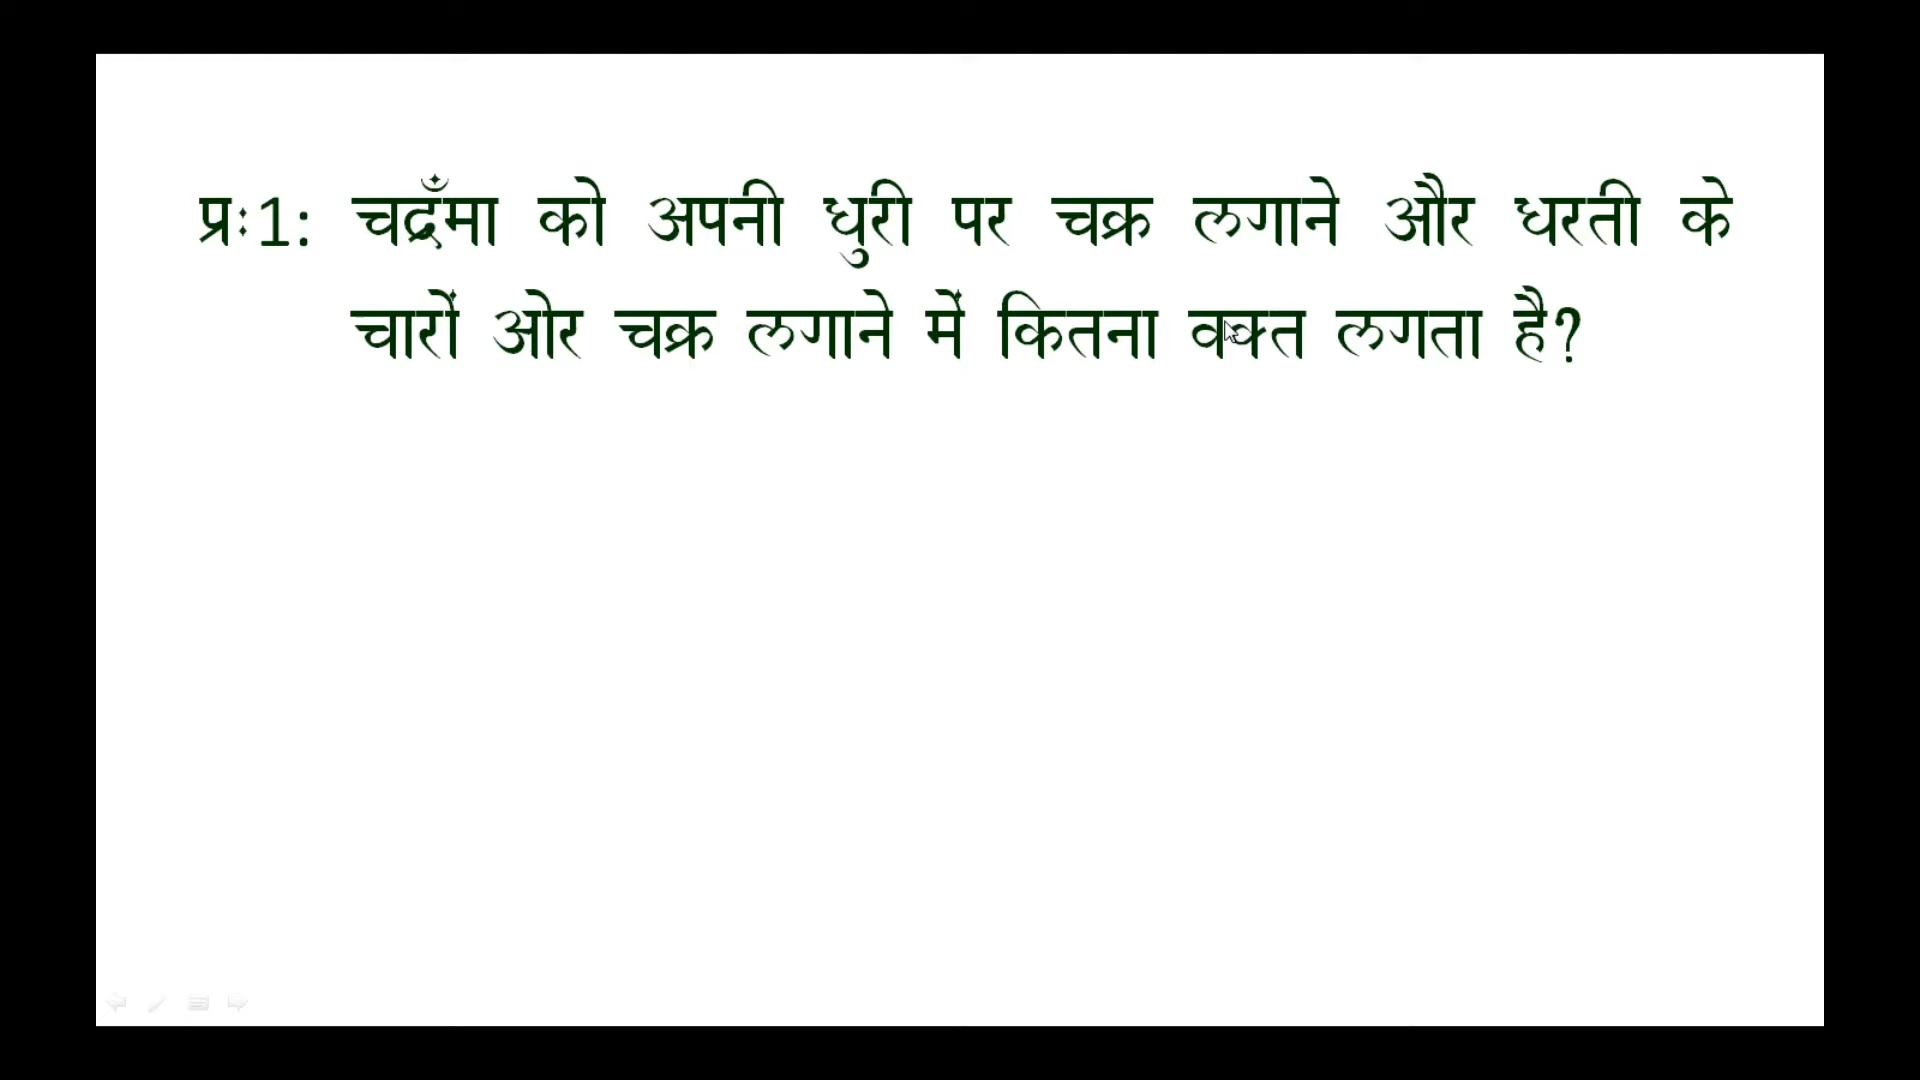 प्रः1: चद्रँमा को अपनी धुरी पर चक्र लगाने और धरती के
चारों ओर चक्र लगाने में कितना वक्त लगता है?